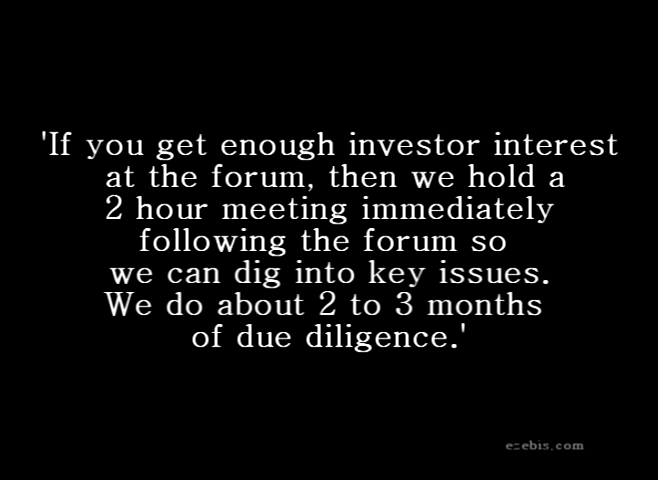 'If you get enough investor interest
at the forum, then we hold a
2 hour meeting immediately
following the forum so
we can dig into key issues.
We do about 2 to 3 months
of due diligence.'
ezebis.com